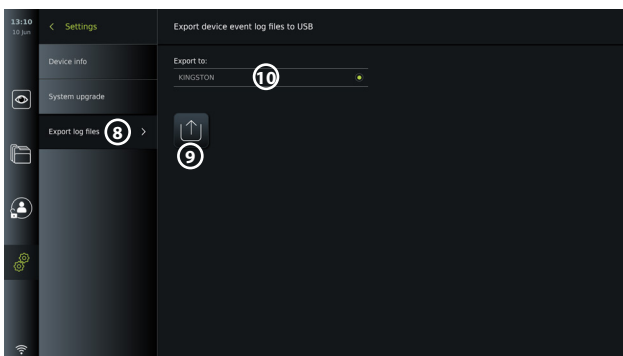 13:10
10 Jun
Settings
Export device event log files to USB
Device info
Export to:
KINGSTON
10
System upgrade
Export log files
8
9